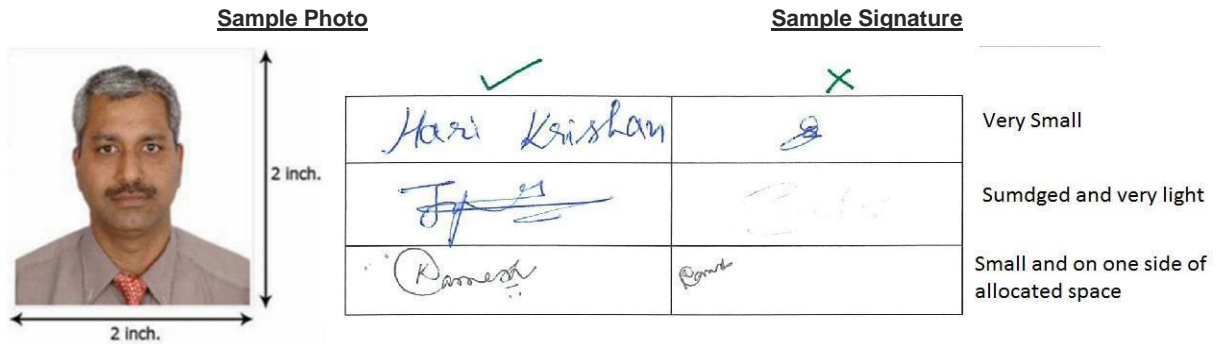 Sample Photo
Sample Signature
Hari Krishan
Very Small
2 inch.
Sumdged and very light
Ramesh
Small and on one side of
allocated space
2 inch.